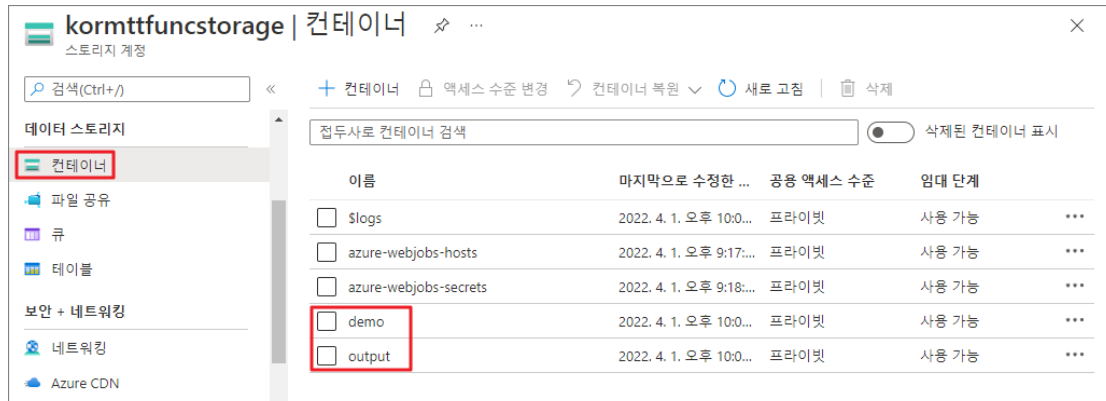 kormttfuncstorage | 컨테이너
스토리지 계정
검색(Ctrl+/)
컨테이너 액세스 수준 변경 컨테이너 복원 새로 고침 삭제
데이터 스토리지
접두사로 컨테이너 검색 삭제된 컨테이너 표시
컨테이너
파일 공유
큐
테이블
보안 + 네트워킹
네트워킹
Azure CDN
이름 마지막으로 수정한 ... 공용 액세스 수준 임대 단계
$logs 2022. 4. 1. 오후 10:0... 프라이빗 사용 가능
azure-webjobs-hosts 2022. 4. 1. 오후 9:17:... 프라이빗 사용 가능
azure-webjobs-secrets 2022. 4. 1. 오후 9:18:... 프라이빗 사용 가능
demo 2022. 4. 1. 오후 10:0... 프라이빗 사용 가능
output 2022. 4. 1. 오후 10:0... 프라이빗 사용 가능